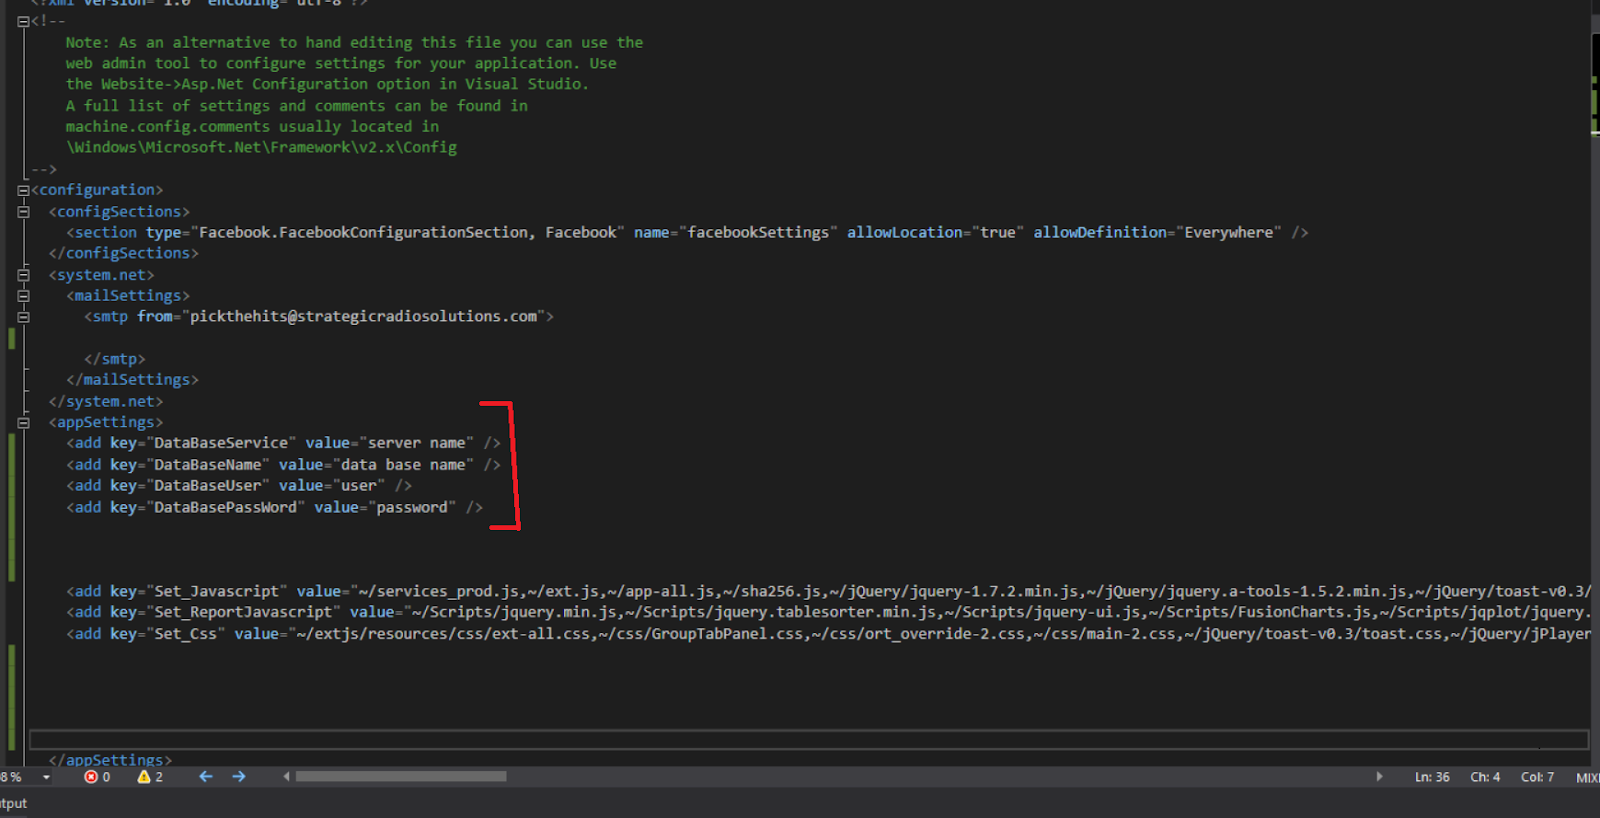 <?xml version="1.0" encoding="utf-8"?>
<!--
Note: As an alternative to hand editing this file you can use the
web admin tool to configure settings for your application. Use
the Website->Asp.Net Configuration option in Visual Studio.
A full list of settings and comments can be found in
machine.config.comments usually located in
\Windows\Microsoft.Net\Framework\v2.x\Config
-->
<configuration>
<configSections>
<section type="Facebook.FacebookConfigurationSection, Facebook" name="facebookSettings" allowLocation="true" allowDefinition="Everywhere" />
</configSections>
<system.net>
<mailSettings>
<smtp from="pickthehits@strategicradiosolutions.com">
</smtp>
</mailSettings>
</system.net>
<appSettings>
<add key="DataBaseService" value="server name" />
<add key="DataBaseName" value="data base name" />
<add key="DataBaseUser" value="user" />
<add key="DataBasePassWord" value="password" />
<add key="Set_Javascript" value="~/services_prod.js,~/ext.js,~/app-all.js,~/sha256.js,~/jQuery/jquery-1.7.2.min.js,~/jQuery/jquery.a-tools-1.5.2.min.js,~/jQuery/toast-v0.3/
<add key="Set_ReportJavascript" value="~/Scripts/jquery.min.js,~/Scripts/jquery.tablesorter.min.js,~/Scripts/jquery-ui.js,~/Scripts/FusionCharts.js,~/Scripts/jqplot/jquery.
<add key="Set_Css" value="~/extjs/resources/css/ext-all.css,~/css/GroupTabPanel.css,~/css/ort_override-2.css,~/css/main-2.css,~/jQuery/toast-v0.3/toast.css,~/jQuery/jPlayer
</appSettings>
8 % 0 2 Ln: 36 Ch: 4 Col: 7 MIX
tput